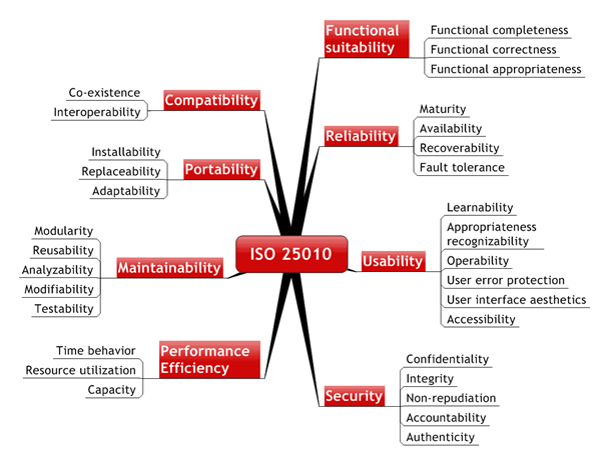 Functional
suitability
Functional completeness
Functional correctness
Functional appropriateness
Co-existence
Interoperability
Compatibility
Reliability
Maturity
Availability
Recoverability
Fault tolerance
Installability
Replaceability
Adaptability
Portability
ISO 25010
Usability
Learnability
Appropriateness
recognizability
Operability
User error protection
User interface aesthetics
Accessibility
Modularity
Reusability
Analyzability
Modifiability
Testability
Maintainability
Time behavior
Resource utilization
Capacity
Performance
Efficiency
Security
Confidentiality
Integrity
Non-repudiation
Accountability
Authenticity